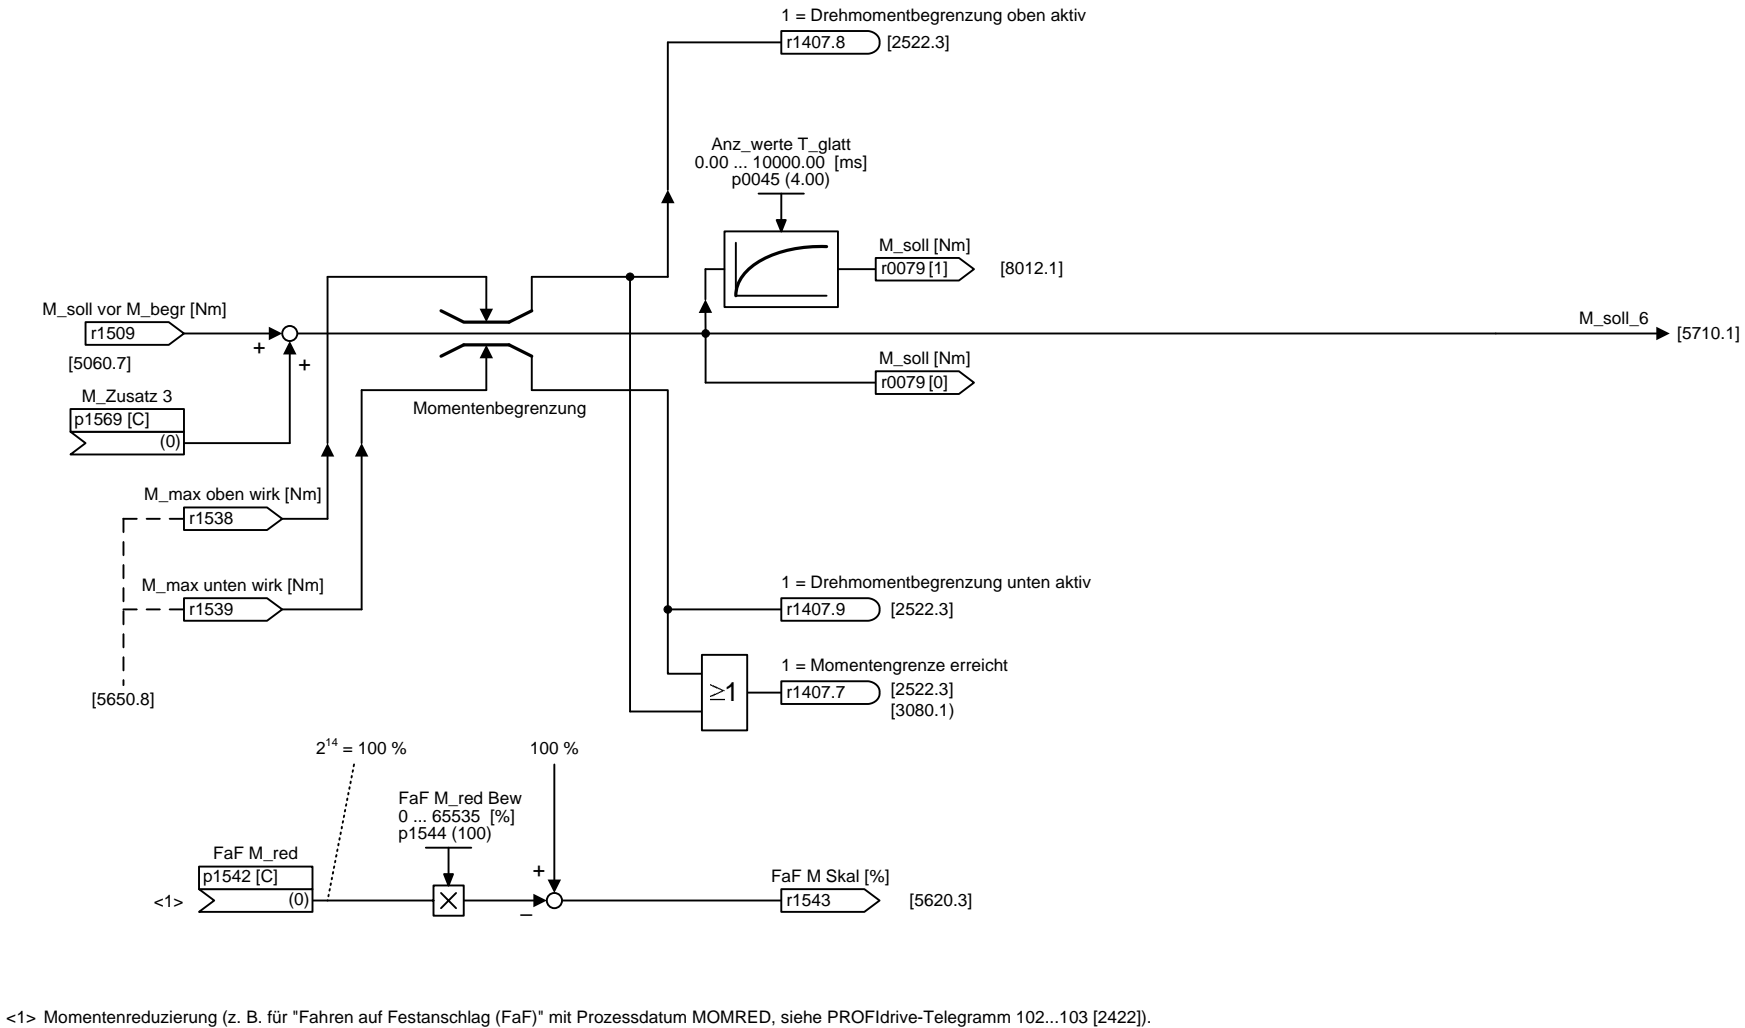 1 = Drehmomentbegrenzung oben aktiv
r1407.8
[2522.3]
Anz_werte T_glatt
0.00 ... 10000.00 [ms]
p0045 (4.00)
M_soll [Nm]
r0079 [1]
[8012.1]
M_soll vor M_begr [Nm]
r1509
+
+
[5060.7]
M_soll_6
[5710.1]
M_soll [Nm]
r0079 [0]
M_Zusatz 3
p1569 [C]
(0)
Momentenbegrenzung
M_max oben wirk [Nm]
r1538
M_max unten wirk [Nm]
r1539
[5650.8]
1 = Drehmomentbegrenzung unten aktiv
r1407.9
[2522.3]
≥1
1 = Momentengrenze erreicht
r1407.7
[2522.3]
[3080.1)
2¹⁴ = 100 %
100 %
FaF M_red Bew
0 ... 65535 [%]
p1544 (100)
FaF M_red
p1542 [C]
(0)
<1>
+
–
FaF M Skal [%]
r1543
[5620.3]
<1> Momentenreduzierung (z. B. für "Fahren auf Festanschlag (FaF)" mit Prozessdatum MOMRED, siehe PROFIdrive-Telegramm 102...103 [2422]).